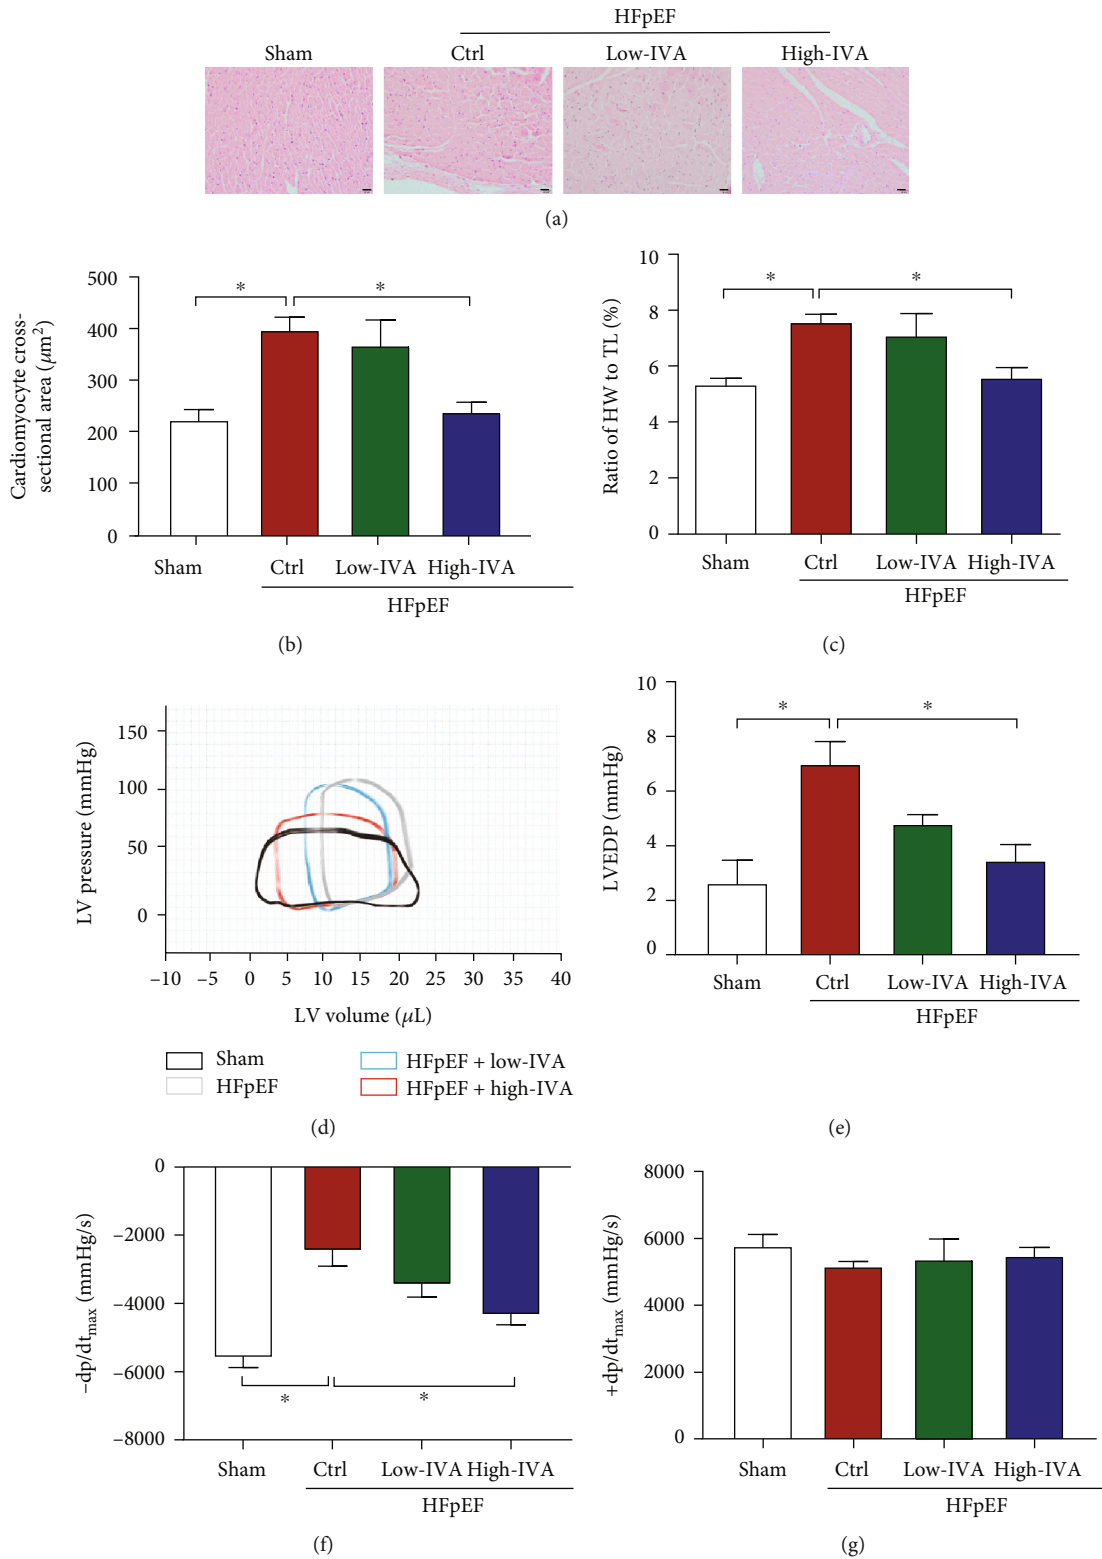 HFpEF
Sham Ctrl Low-IVA High-IVA
(a)
Cardiomyocyte cross-
sectional area (μm²)
500
400
300
200
100
0
* *
Sham Ctrl Low-IVA High-IVA
HFpEF
(b)
Ratio of HW to TL (%)
10
8
6
4
2
0
* *
Sham Ctrl Low-IVA High-IVA
HFpEF
(c)
LV pressure (mmHg)
150
100
50
0
–10 –5 0 5 10 15 20 25 30 35 40
LV volume (μL)
Sham
HFpEF
HFpEF + low-IVA
HFpEF + high-IVA
(d)
LVEDP (mmHg)
10
8
6
4
2
0
* *
Sham Ctrl Low-IVA High-IVA
HFpEF
(e)
–dp/dtmax (mmHg/s)
0
–2000
–4000
–6000
–8000
* *
Sham Ctrl Low-IVA High-IVA
HFpEF
(f)
+dp/dtmax (mmHg/s)
8000
6000
4000
2000
0
Sham Ctrl Low-IVA High-IVA
HFpEF
(g)